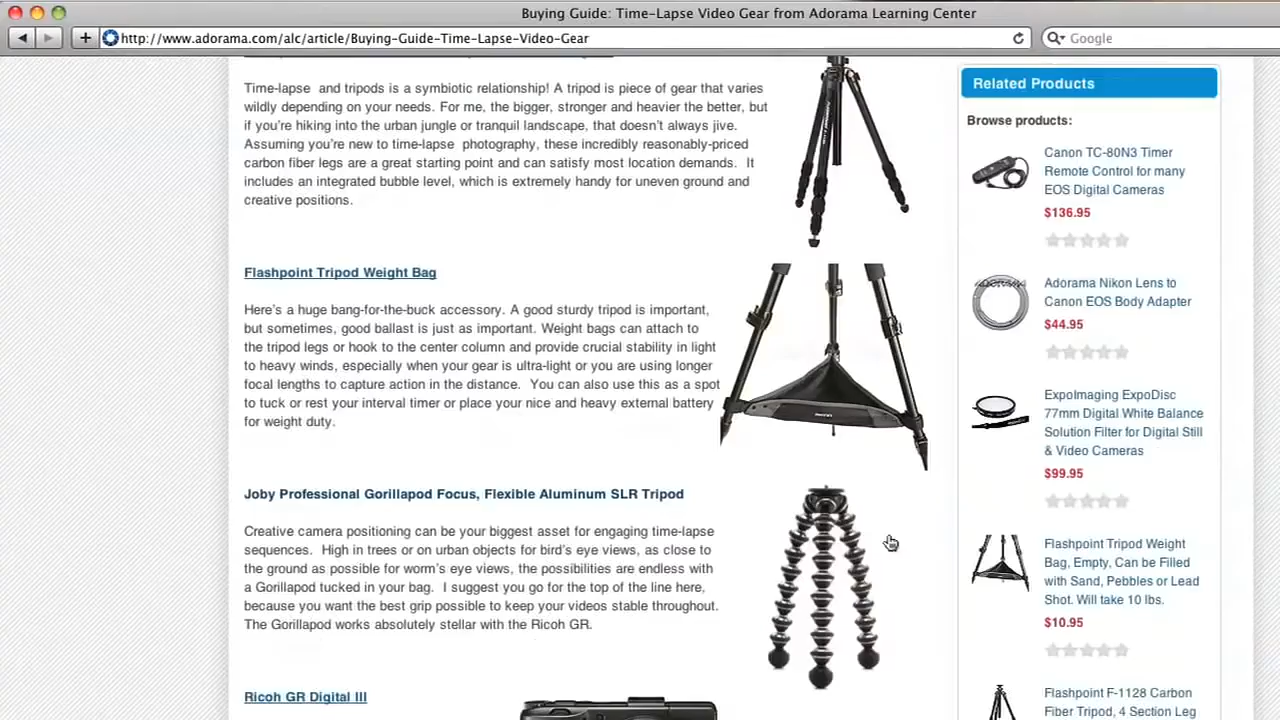 Buying Guide: Time-Lapse Video Gear from Adorama Learning Center
http://www.adorama.com/alc/article/Buying-Guide-Time-Lapse-Video-Gear
Google
Time-lapse and tripods is a symbiotic relationship! A tripod is piece of gear that varies
wildly depending on your needs. For me, the bigger, stronger and heavier the better, but
if you're hiking into the urban jungle or tranquil landscape, that doesn't always jive.
Assuming you're new to time-lapse photography, these incredibly reasonably-priced
carbon fiber legs are a great starting point and can satisfy most location demands. It
includes an integrated bubble level, which is extremely handy for uneven ground and
creative positions.
Flashpoint Tripod Weight Bag
Here's a huge bang-for-the-buck accessory. A good sturdy tripod is important,
but sometimes, good ballast is just as important. Weight bags can attach to
the tripod legs or hook to the center column and provide crucial stability in light
to heavy winds, especially when your gear is ultra-light or you are using longer
focal lengths to capture action in the distance. You can also use this as a spot
to tuck or rest your interval timer or place your nice and heavy external battery
for weight duty.
Joby Professional Gorillapod Focus, Flexible Aluminum SLR Tripod
Creative camera positioning can be your biggest asset for engaging time-lapse
sequences. High in trees or on urban objects for bird's eye views, as close to
the ground as possible for worm's eye views, the possibilities are endless with
a Gorillapod tucked in your bag. I suggest you go for the top of the line here,
because you want the best grip possible to keep your videos stable throughout.
The Gorillapod works absolutely stellar with the Ricoh GR.
Ricoh GR Digital III
Related Products
Browse products:
Canon TC-80N3 Timer
Remote Control for many
EOS Digital Cameras
$136.95
Adorama Nikon Lens to
Canon EOS Body Adapter
$44.95
ExpoImaging ExpoDisc
77mm Digital White Balance
Solution Filter for Digital Still
& Video Cameras
$99.95
Flashpoint Tripod Weight
Bag, Empty, Can be Filled
with Sand, Pebbles or Lead
Shot. Will take 10 lbs.
$10.95
Flashpoint F-1128 Carbon
Fiber Tripod, 4 Section Leg